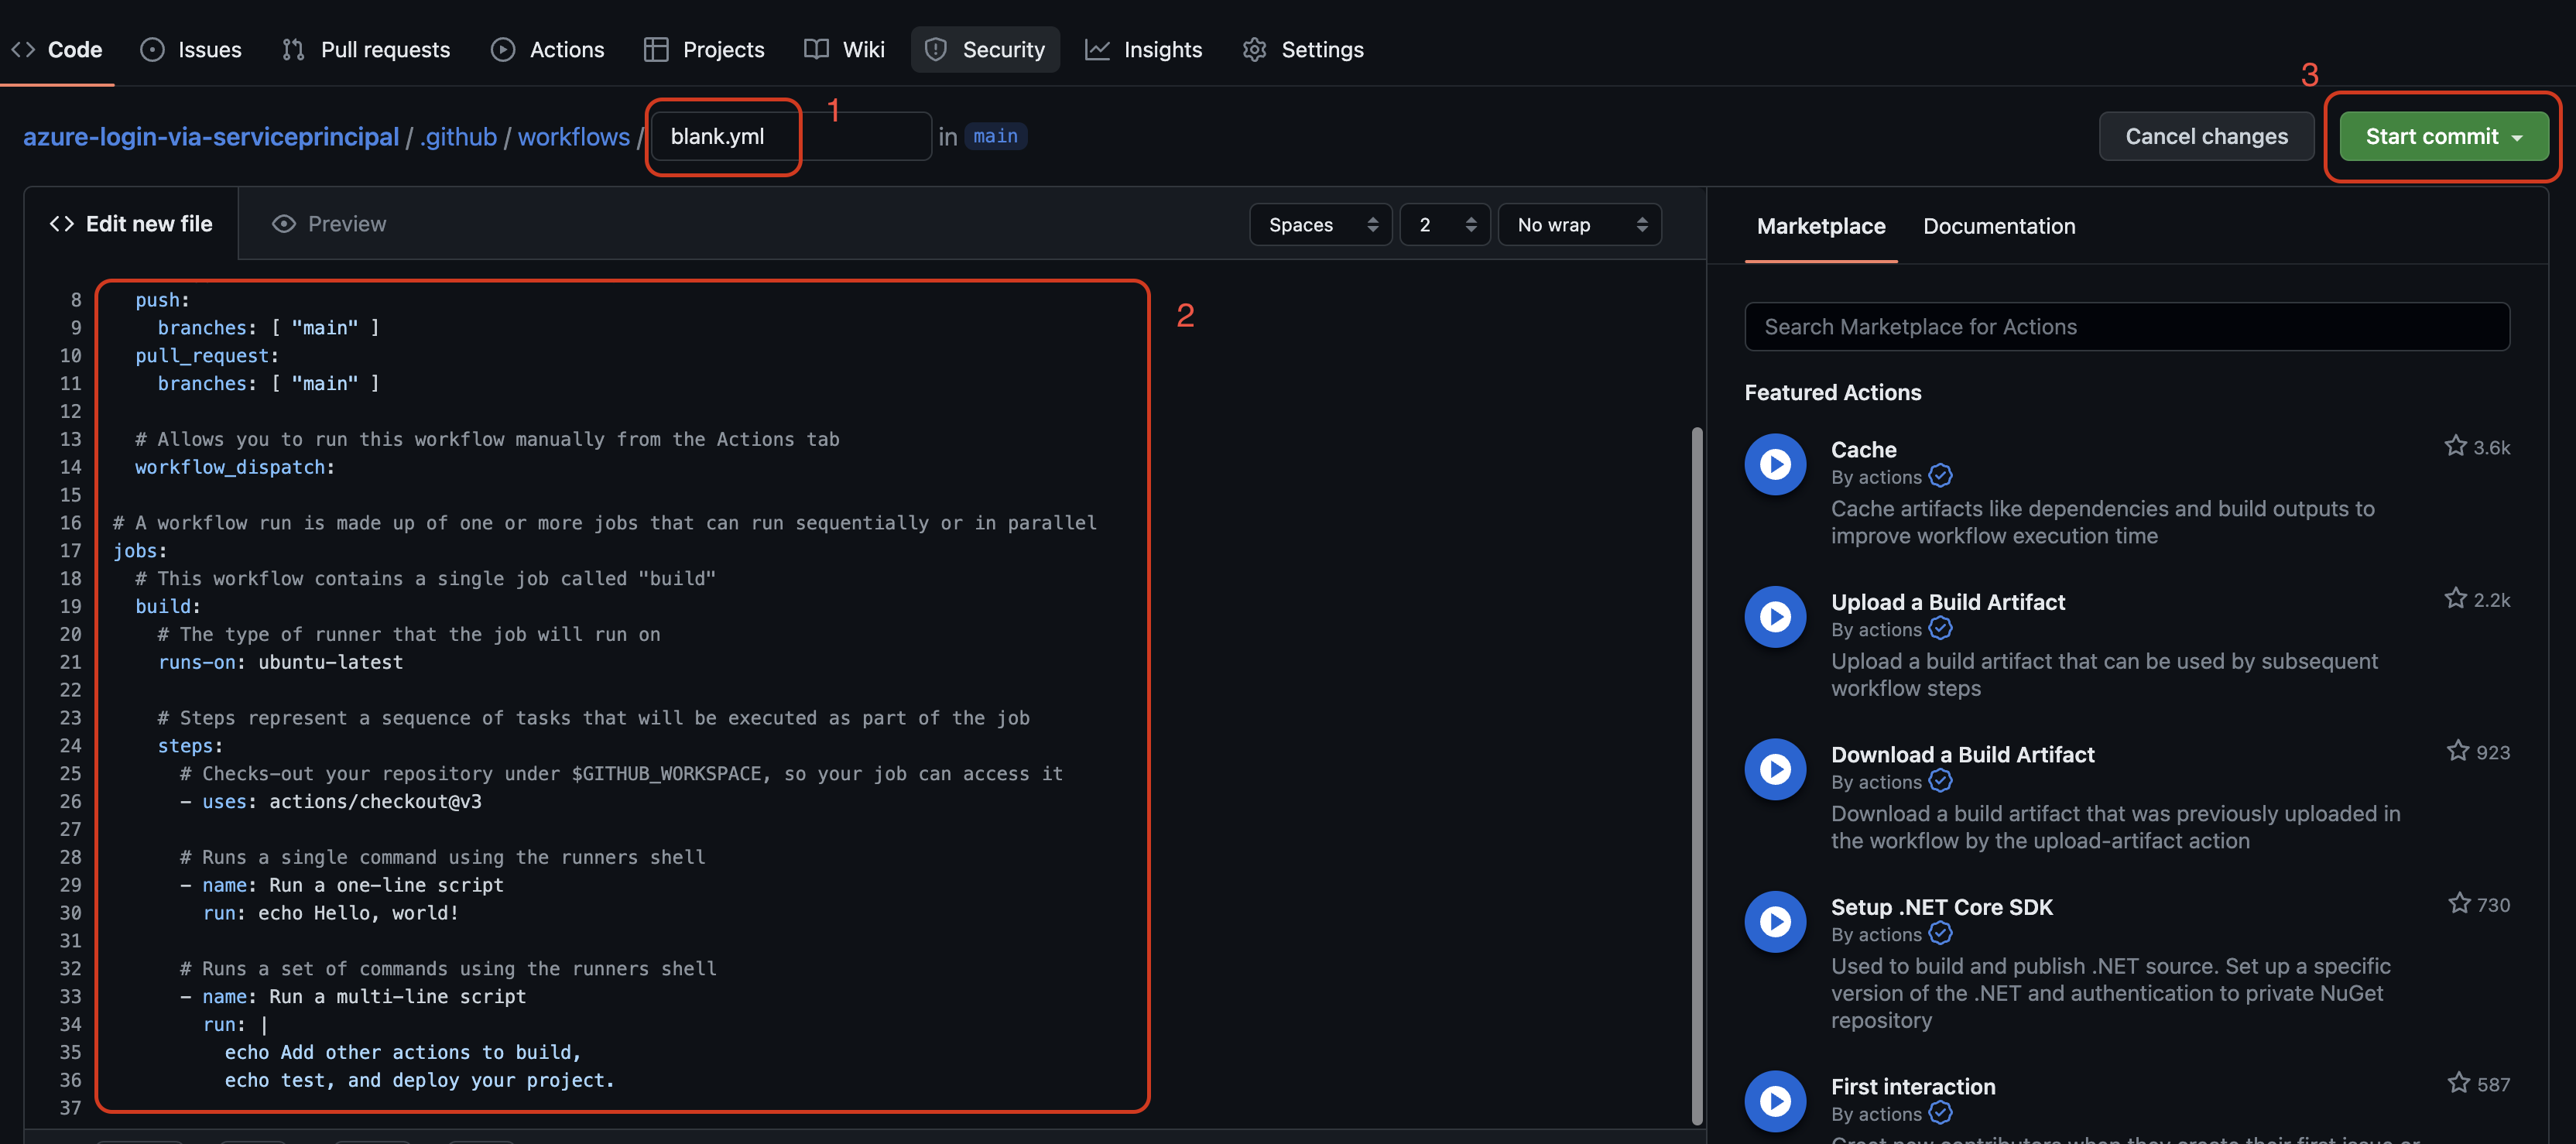 Code Issues Pull requests Actions Projects Wiki Security Insights Settings
3
1
azure-login-via-serviceprincipal / .github / workflows / blank.yml in main Cancel changes Start commit
Edit new file Preview Spaces 2 No wrap
8 push:
9 branches: [ "main" ]
10 pull_request:
11 branches: [ "main" ]
12
13 # Allows you to run this workflow manually from the Actions tab
14 workflow_dispatch:
15
16 # A workflow run is made up of one or more jobs that can run sequentially or in parallel
17 jobs:
18 # This workflow contains a single job called "build"
19 build:
20 # The type of runner that the job will run on
21 runs-on: ubuntu-latest
22
23 # Steps represent a sequence of tasks that will be executed as part of the job
24 steps:
25 # Checks-out your repository under $GITHUB_WORKSPACE, so your job can access it
26 - uses: actions/checkout@v3
27
28 # Runs a single command using the runners shell
29 - name: Run a one-line script
30 run: echo Hello, world!
31
32 # Runs a set of commands using the runners shell
33 - name: Run a multi-line script
34 run: |
35 echo Add other actions to build,
36 echo test, and deploy your project.
37
2
Marketplace Documentation
Search Marketplace for Actions
Featured Actions
Cache 3.6k
By actions
Cache artifacts like dependencies and build outputs to
improve workflow execution time
Upload a Build Artifact 2.2k
By actions
Upload a build artifact that can be used by subsequent
workflow steps
Download a Build Artifact 923
By actions
Download a build artifact that was previously uploaded in
the workflow by the upload-artifact action
Setup .NET Core SDK 730
By actions
Used to build and publish .NET source. Set up a specific
version of the .NET and authentication to private NuGet
repository
First interaction 587
By actions